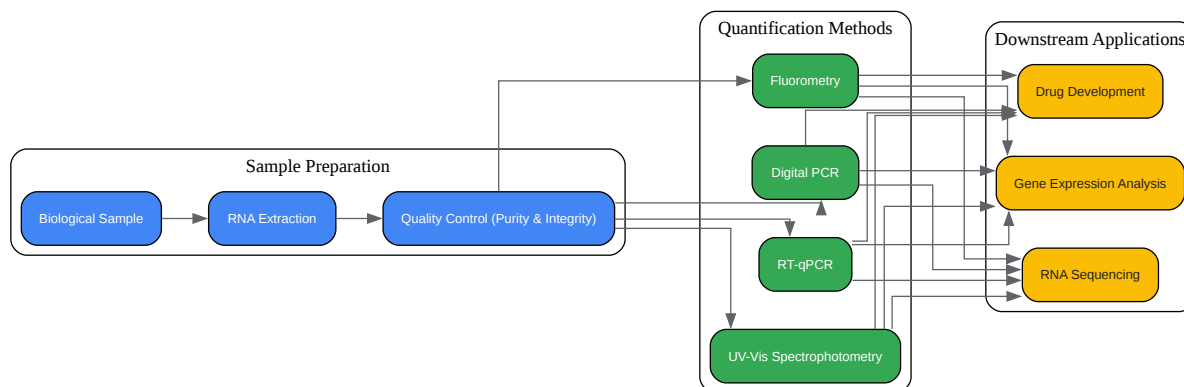 Sample Preparation
Biological Sample
RNA Extraction
Quality Control (Purity & Integrity)
Quantification Methods
Fluorometry
Digital PCR
RT-qPCR
UV-Vis Spectrophotometry
Downstream Applications
Drug Development
Gene Expression Analysis
RNA Sequencing